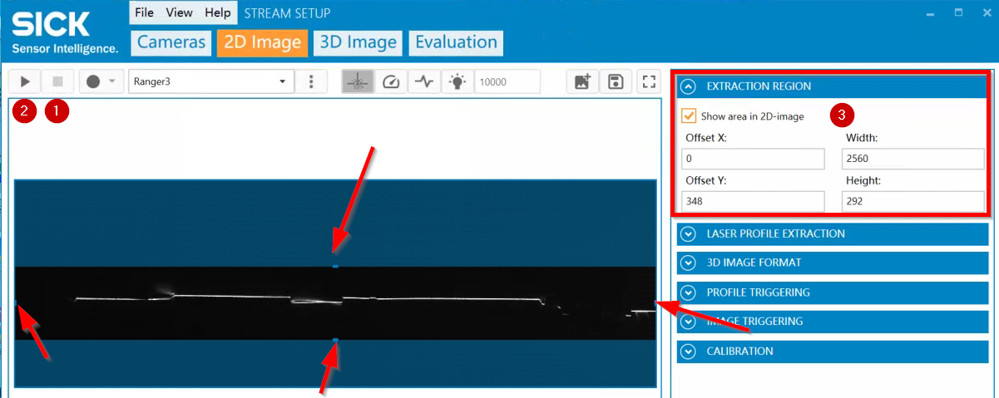 SICK
Sensor Intelligence.
File View Help STREAM SETUP
Cameras 2D Image 3D Image Evaluation
Ranger3
10000
2 1
EXTRACTION REGION
Show area in 2D-image
3
Offset X: Width:
0 2560
Offset Y: Height:
348 292
LASER PROFILE EXTRACTION
3D IMAGE FORMAT
PROFILE TRIGGERING
IMAGE TRIGGERING
CALIBRATION